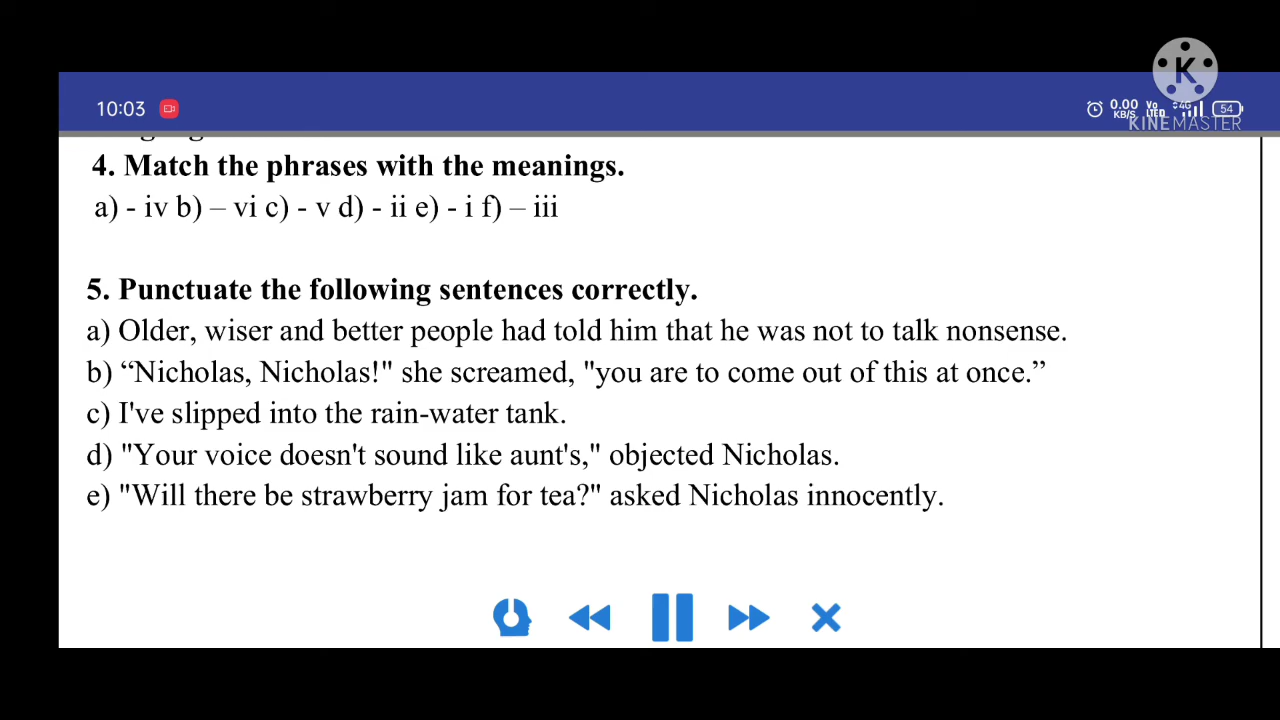 K
10:03
0.00 KB/S Vo LTED 4G 54
KINEMASTER
4. Match the phrases with the meanings.
a) - iv b) – vi c) - v d) - ii e) - i f) – iii
5. Punctuate the following sentences correctly.
a) Older, wiser and better people had told him that he was not to talk nonsense.
b) “Nicholas, Nicholas!" she screamed, "you are to come out of this at once.”
c) I've slipped into the rain-water tank.
d) "Your voice doesn't sound like aunt's," objected Nicholas.
e) "Will there be strawberry jam for tea?" asked Nicholas innocently.